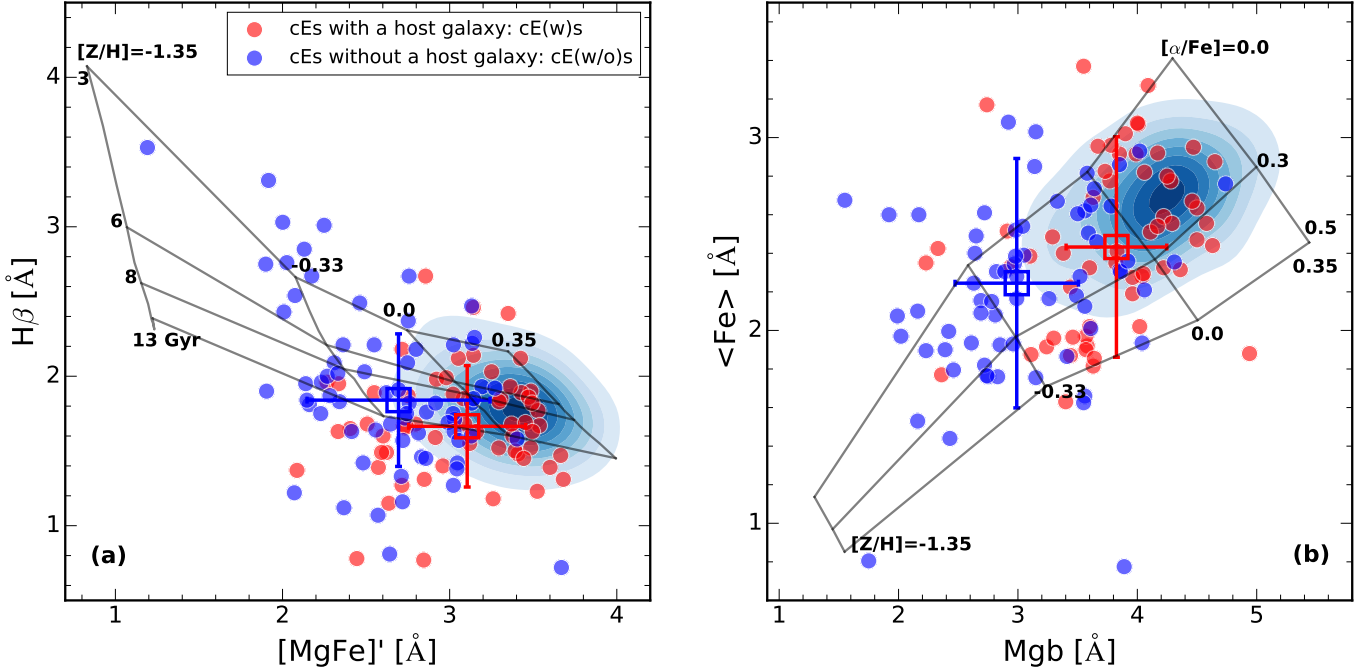 cEs with a host galaxy: cE(w)s
cEs without a host galaxy: cE(w/o)s
[Z/H]=-1.35
3
6
8
13 Gyr
-0.33
0.0
0.35
(a)
4
3
2
1
1
2
3
4
Hβ [Å]
[MgFe]' [Å]
[α/Fe]=0.0
0.3
0.5
0.35
0.0
-0.33
[Z/H]=-1.35
(b)
3
2
1
1
2
3
4
5
<Fe> [Å]
Mgb [Å]